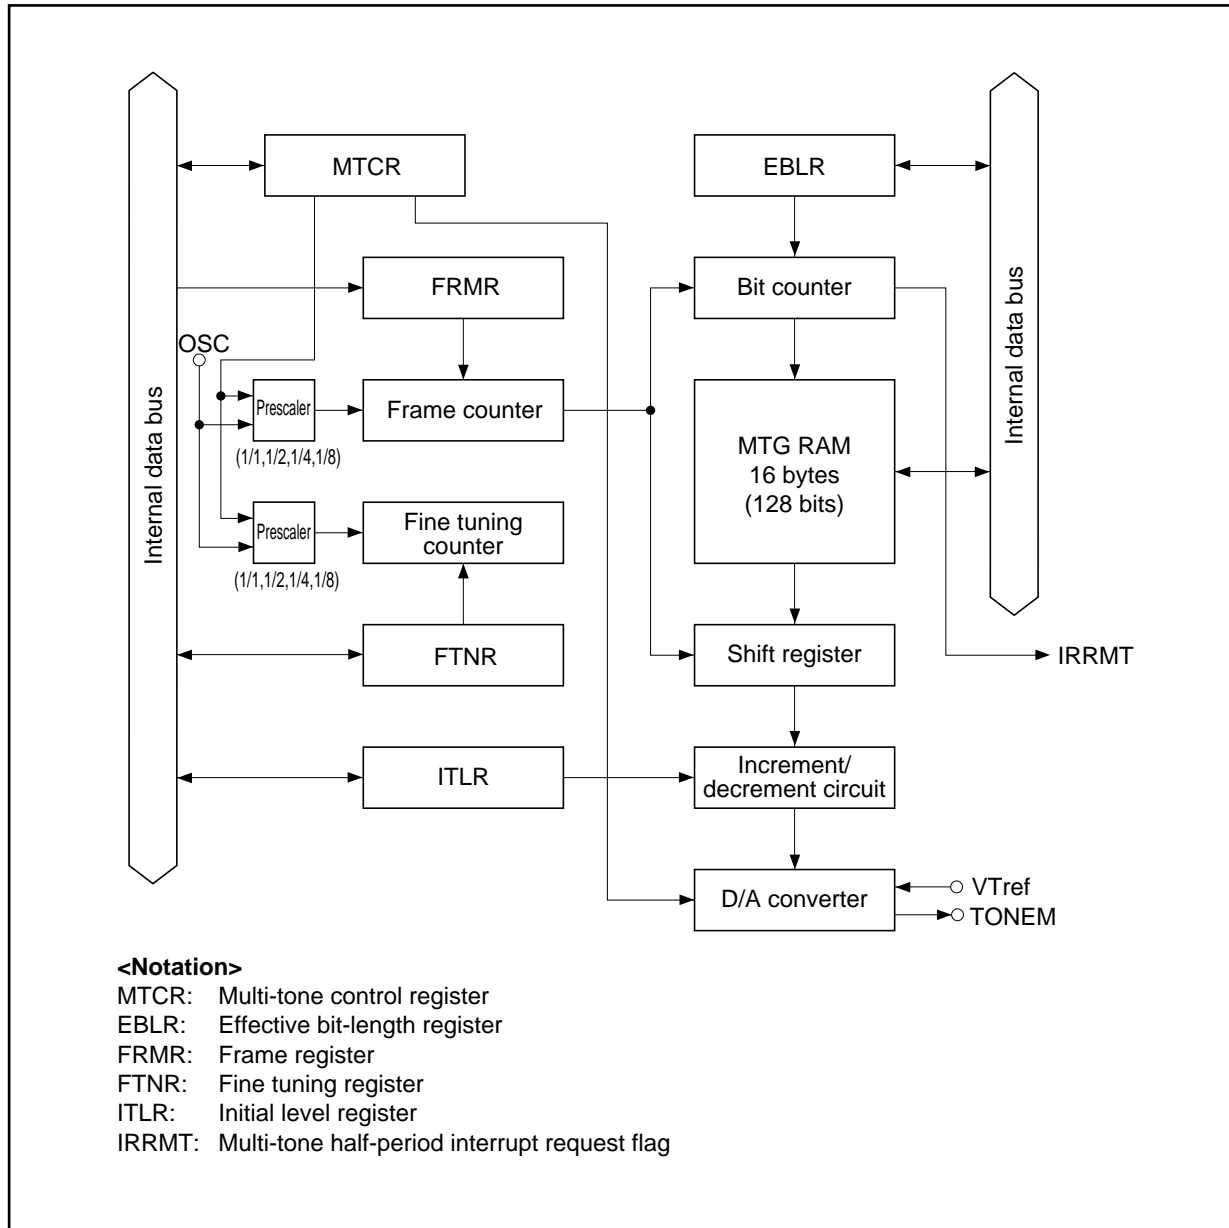 MTCR
EBLR
FRMR
Bit counter
OSC
Internal data bus
Internal data bus
Prescaler
Frame counter
(1/1,1/2,1/4,1/8)
MTG RAM
16 bytes
(128 bits)
Prescaler
Fine tuning
counter
(1/1,1/2,1/4,1/8)
FTNR
Shift register
IRRMT
ITLR
Increment/
decrement circuit
D/A converter
VTref
TONEM
<Notation>
MTCR: Multi-tone control register
EBLR: Effective bit-length register
FRMR: Frame register
FTNR: Fine tuning register
ITLR: Initial level register
IRRMT: Multi-tone half-period interrupt request flag